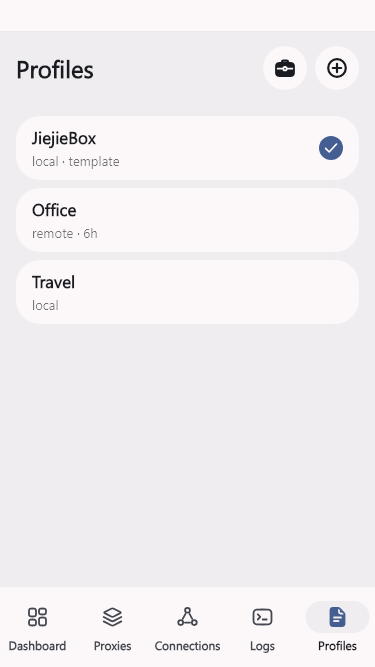 Profiles
JiejieBox
local · template
Office
remote · 6h
Travel
local
Dashboard
Proxies
Connections
Logs
Profiles